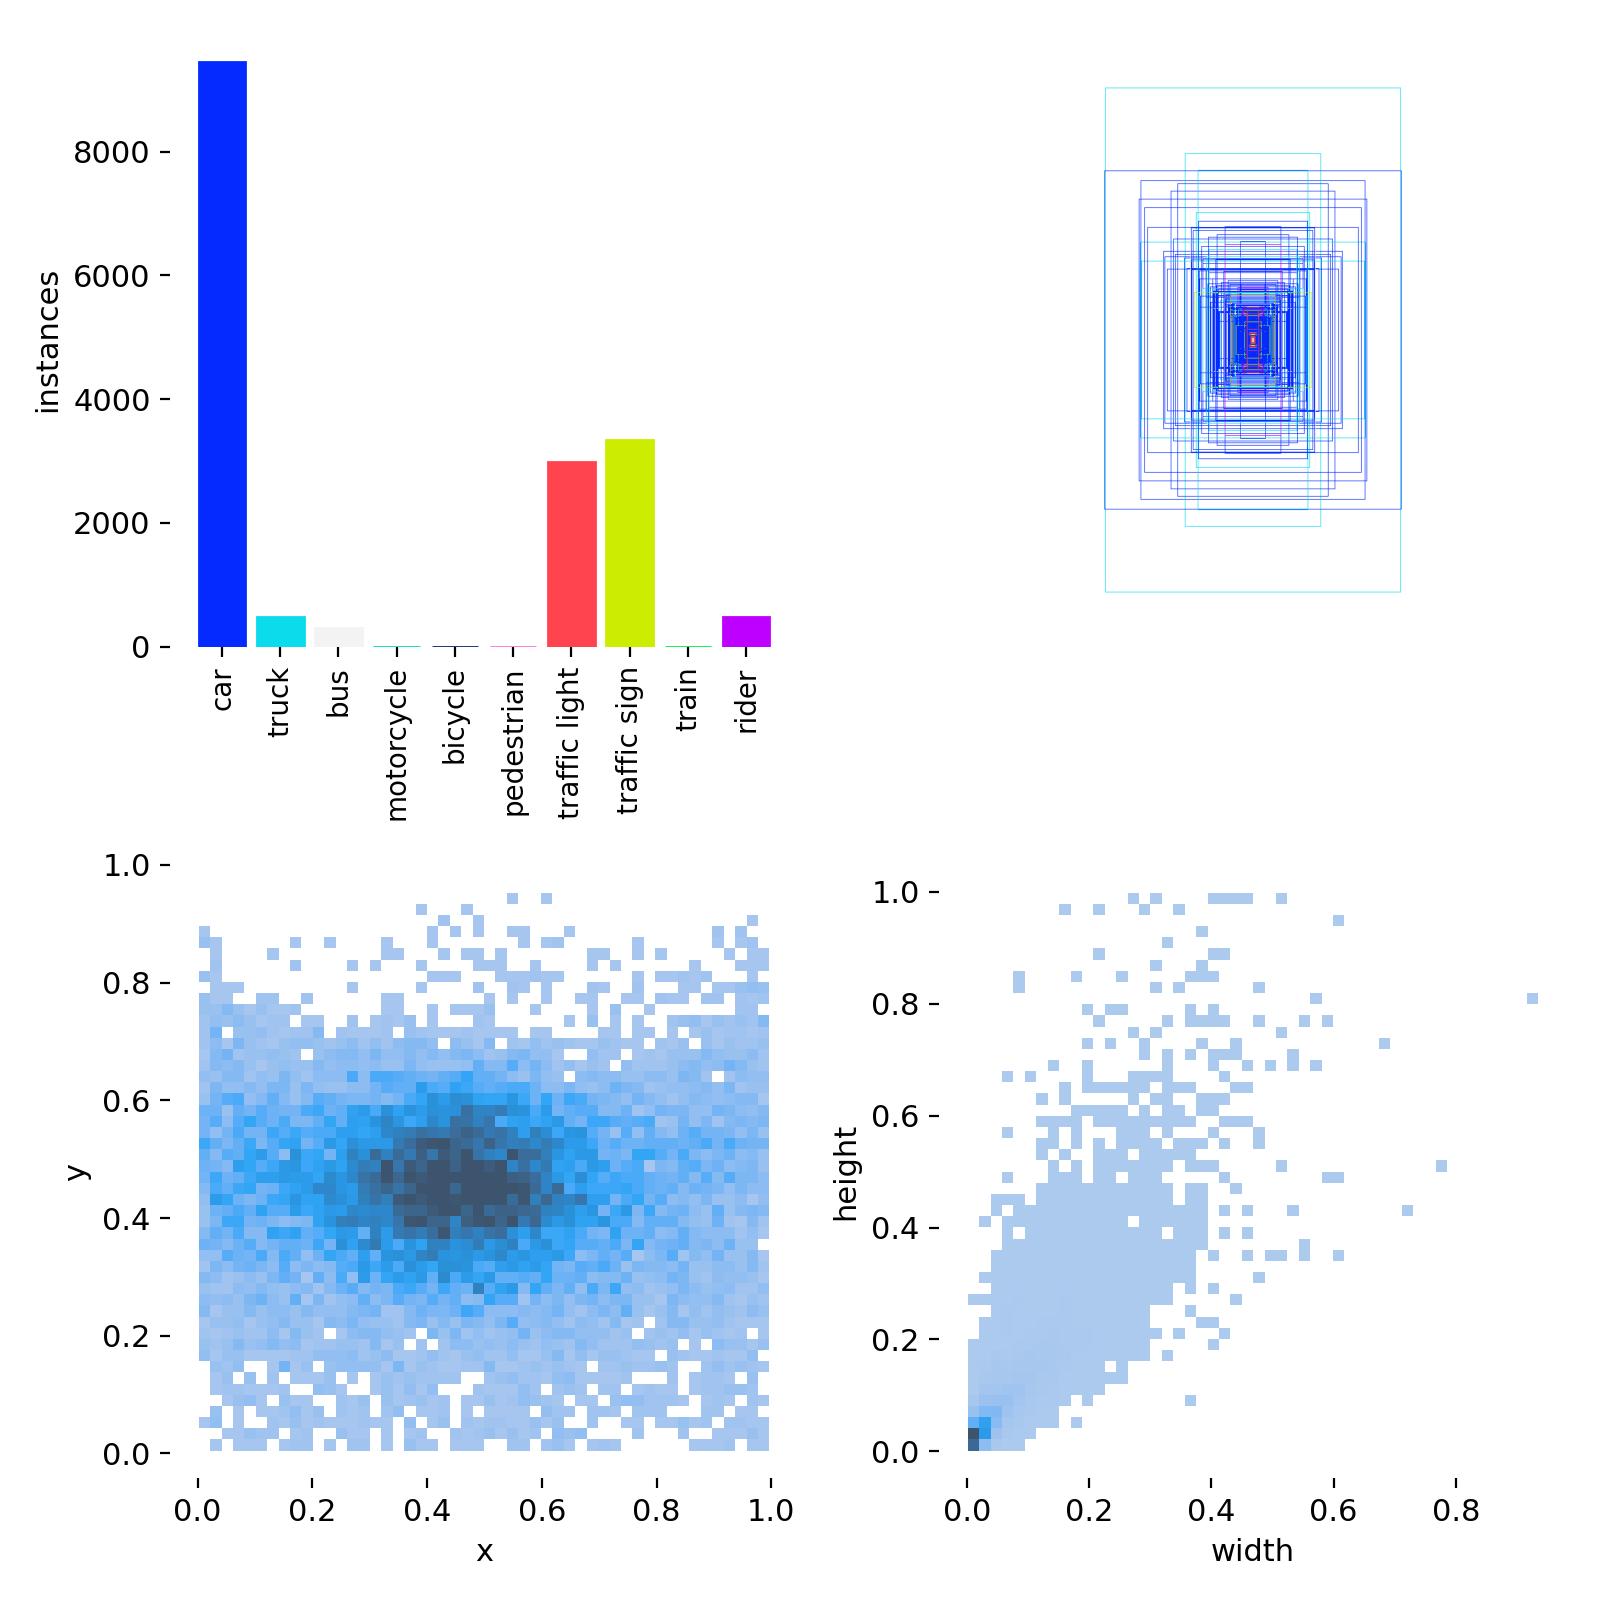 8000
6000
4000
2000
0
instances
car
truck
bus
motorcycle
bicycle
pedestrian
traffic light
traffic sign
train
rider
1.0
0.8
0.6
0.4
0.2
0.0
y
0.0 0.2 0.4 0.6 0.8 1.0
x
1.0
0.8
0.6
0.4
0.2
0.0
height
0.0 0.2 0.4 0.6 0.8
width